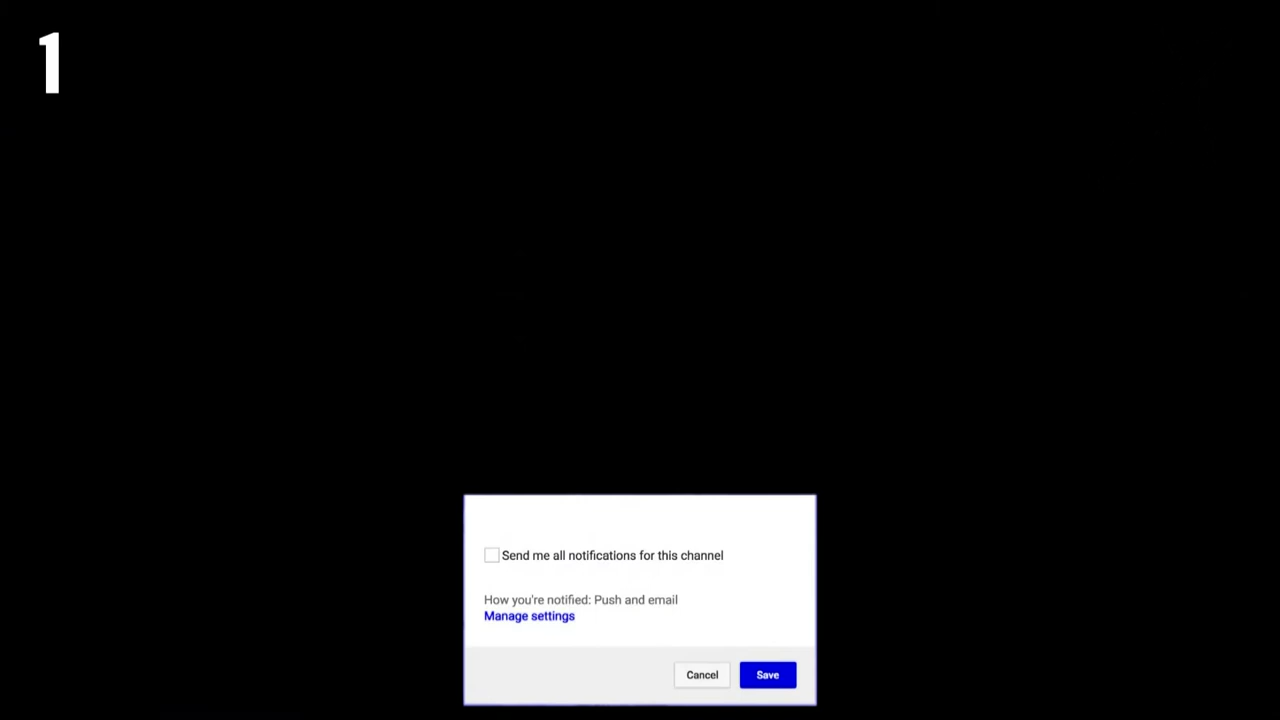 1
Send me all notifications for this channel
How you're notified: Push and email
Manage settings
Cancel Save